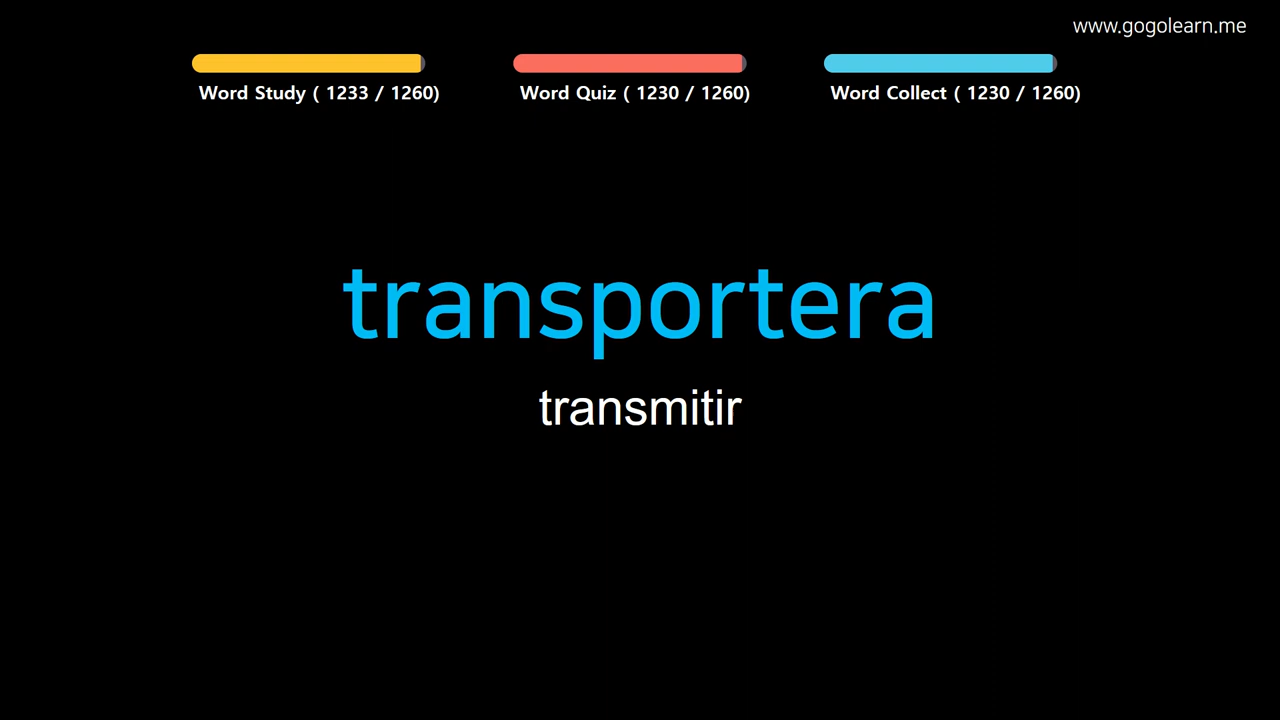 www.gogolearn.me
Word Study ( 1233 / 1260)
Word Quiz ( 1230 / 1260)
Word Collect ( 1230 / 1260)
transportera
transmitir